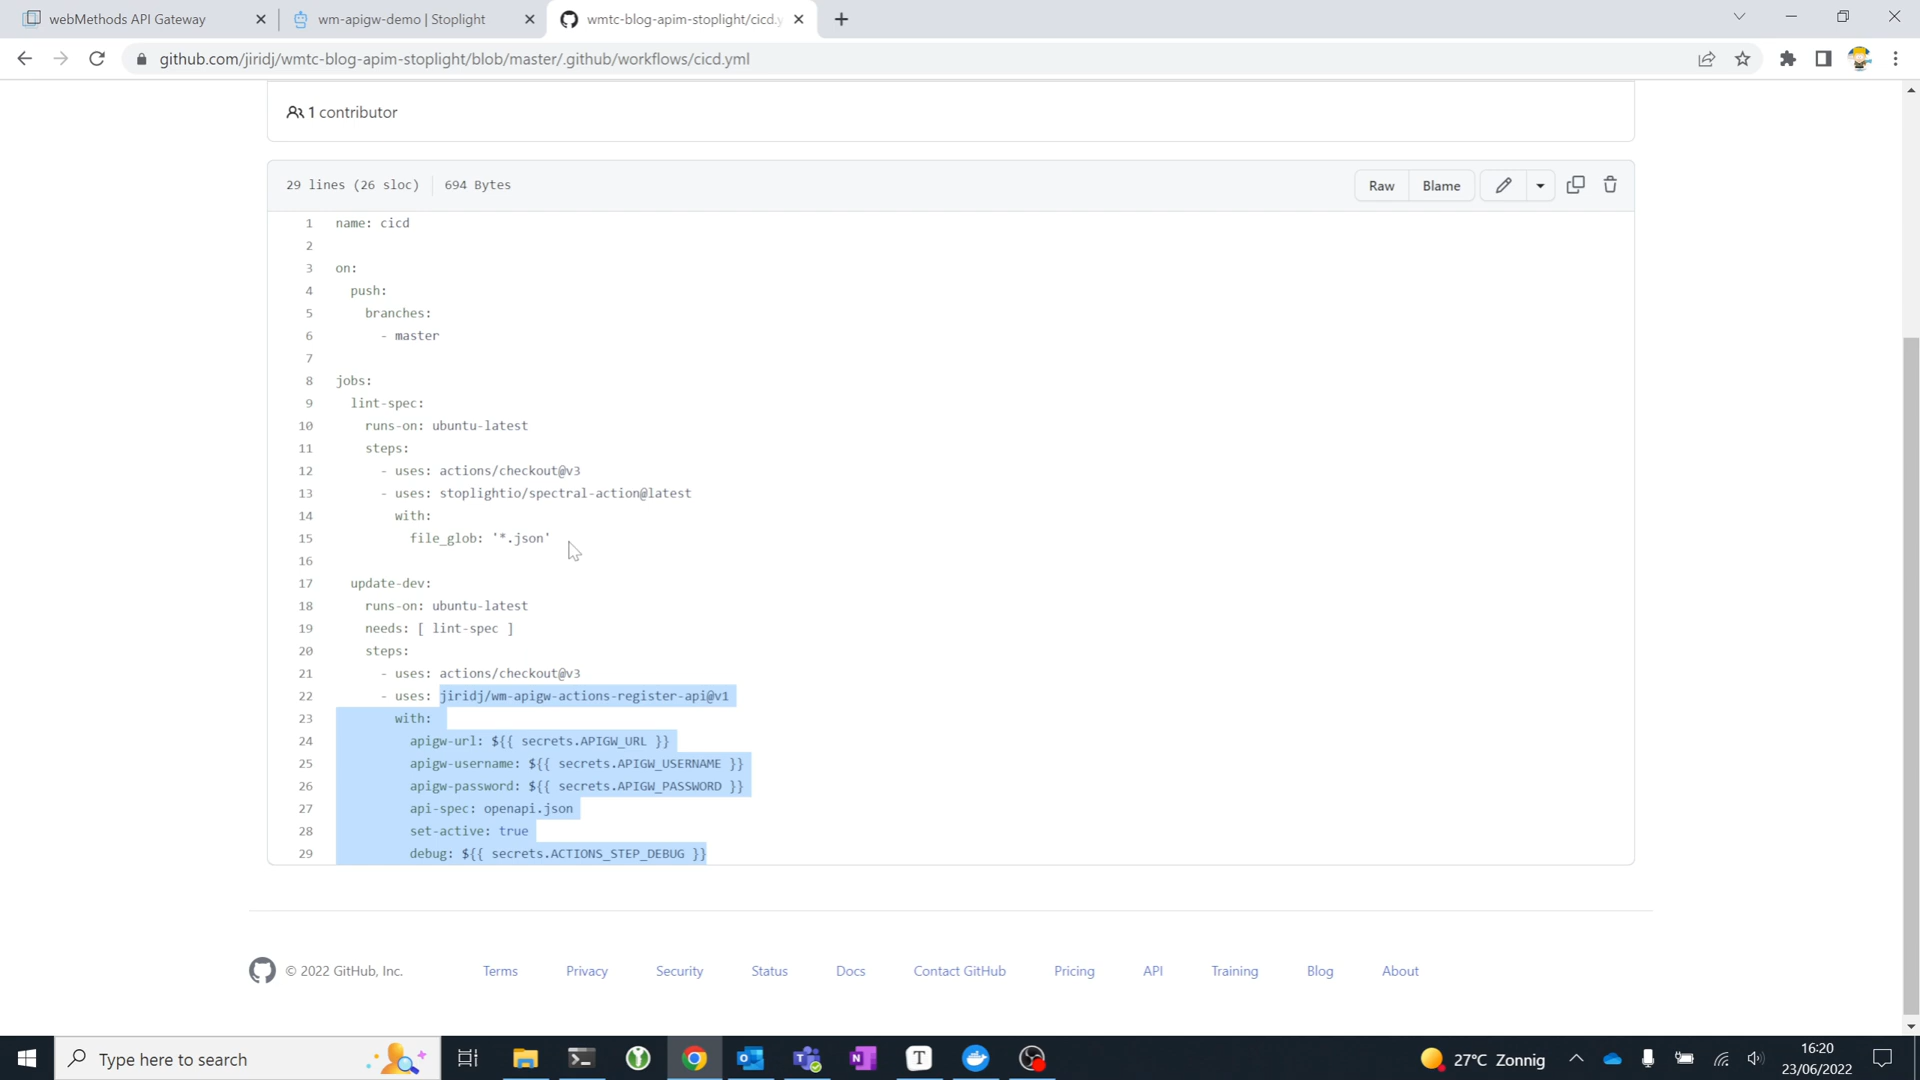 webMethods API Gateway
wm-apigw-demo | Stoplight
wmtc-blog-apim-stoplight/cicd.y
github.com/jiridj/wmtc-blog-apim-stoplight/blob/master/.github/workflows/cicd.yml
1 contributor
29 lines (26 sloc) 694 Bytes
Raw Blame
1 name: cicd
2
3 on:
4 push:
5 branches:
6 - master
7
8 jobs:
9 lint-spec:
10 runs-on: ubuntu-latest
11 steps:
12 - uses: actions/checkout@v3
13 - uses: stoplightio/spectral-action@latest
14 with:
15 file_glob: '*.json'
16
17 update-dev:
18 runs-on: ubuntu-latest
19 needs: [ lint-spec ]
20 steps:
21 - uses: actions/checkout@v3
22 - uses: jiridj/wm-apigw-actions-register-api@v1
23 with:
24 apigw-url: ${{ secrets.APIGW_URL }}
25 apigw-username: ${{ secrets.APIGW_USERNAME }}
26 apigw-password: ${{ secrets.APIGW_PASSWORD }}
27 api-spec: openapi.json
28 set-active: true
29 debug: ${{ secrets.ACTIONS_STEP_DEBUG }}
© 2022 GitHub, Inc. Terms Privacy Security Status Docs Contact GitHub Pricing API Training Blog About
Type here to search
27°C Zonnig
16:20
23/06/2022